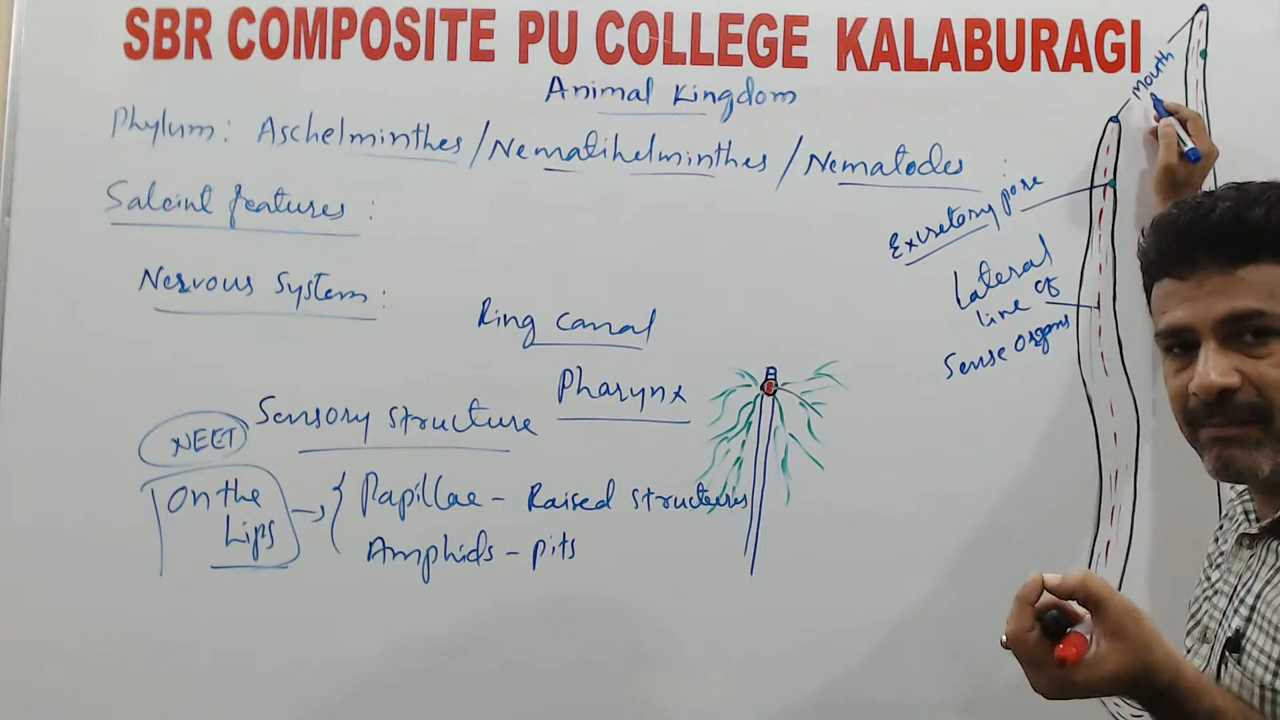 SBR COMPOSITE PU COLLEGE KALABURAGI
Animal Kingdom
Phylum: Aschelminthes / Nematihelminthes / Nematodes
Saleint features :
Nervous System :
Ring canal
Pharynx
Sensory structure
NEET
On the
Lips
Papillae - Raised structures
Amphids - pits
Mouth
Excretory pore
Lateral
line of
Sense Organs